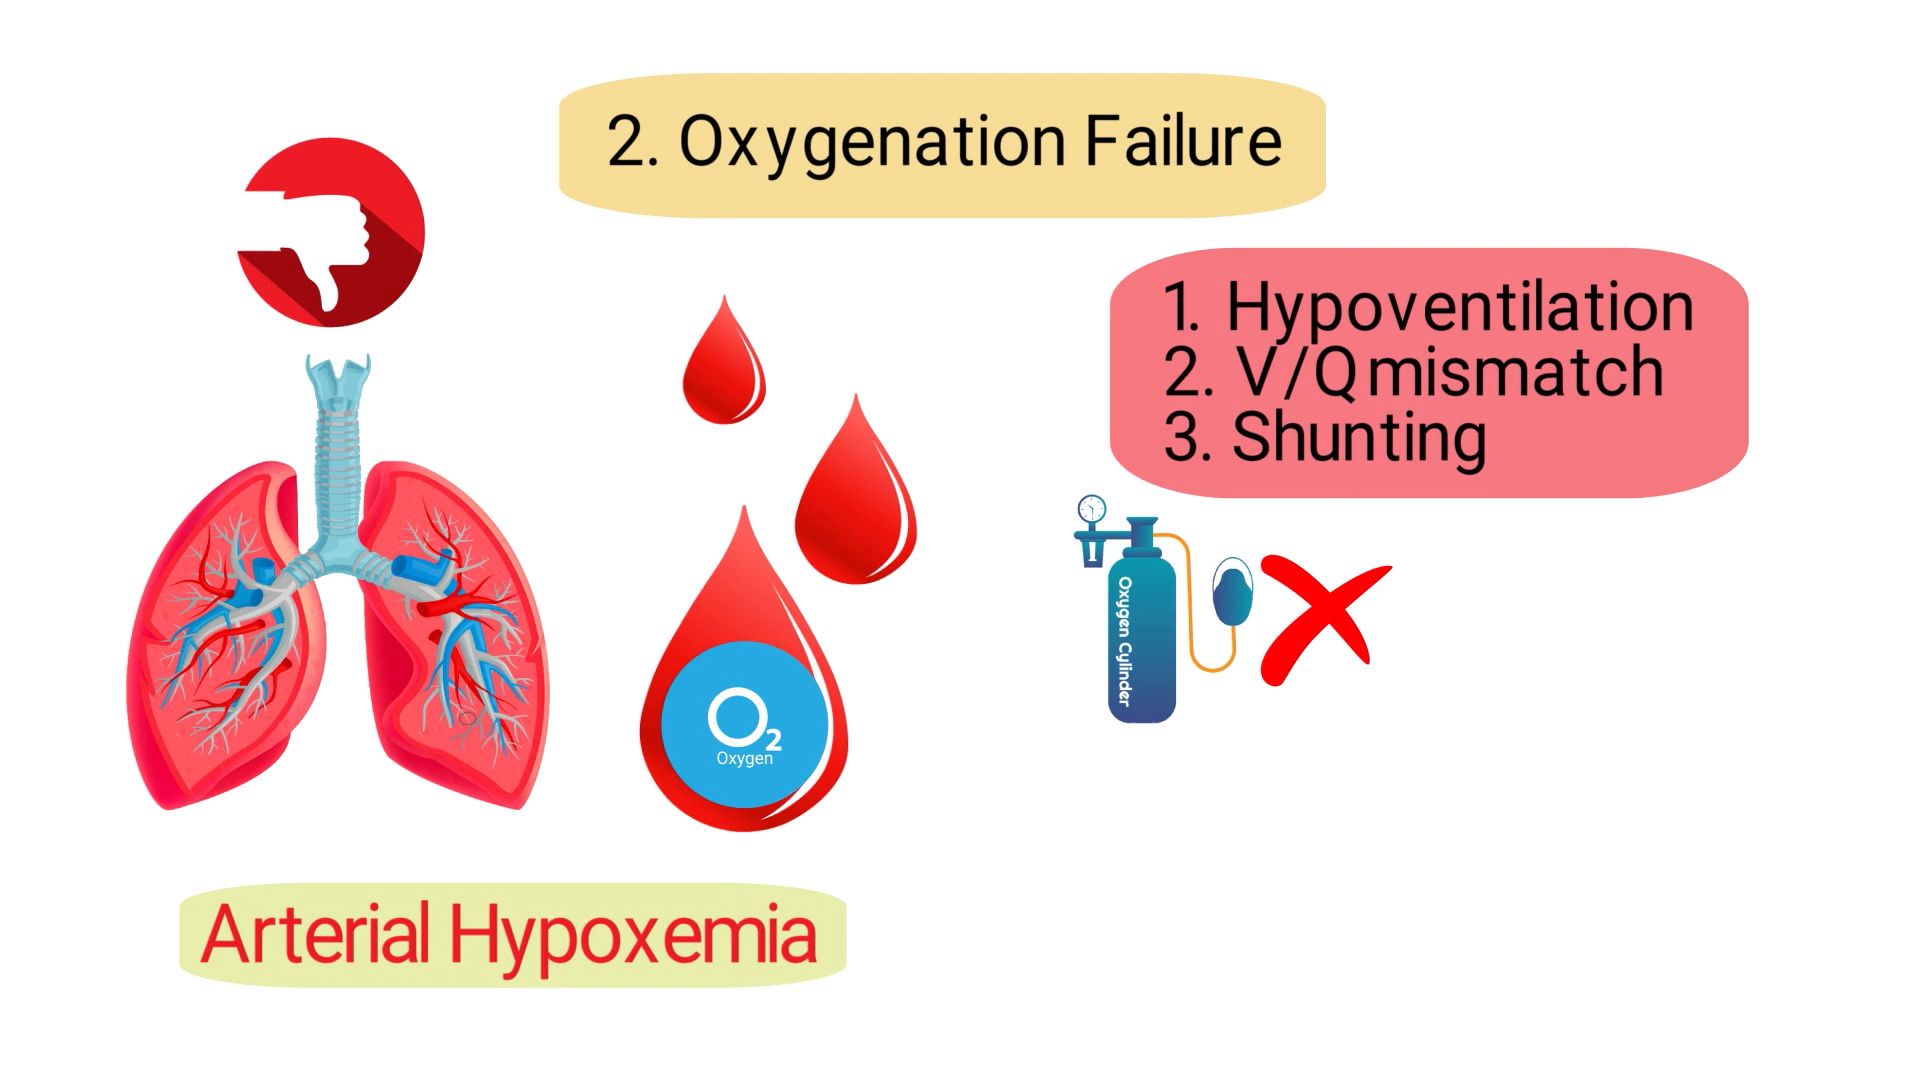 2. Oxygenation Failure
1. Hypoventilation
2. V/Q mismatch
3. Shunting
Oxygen Cylinder
O2
Oxygen
Arterial Hypoxemia